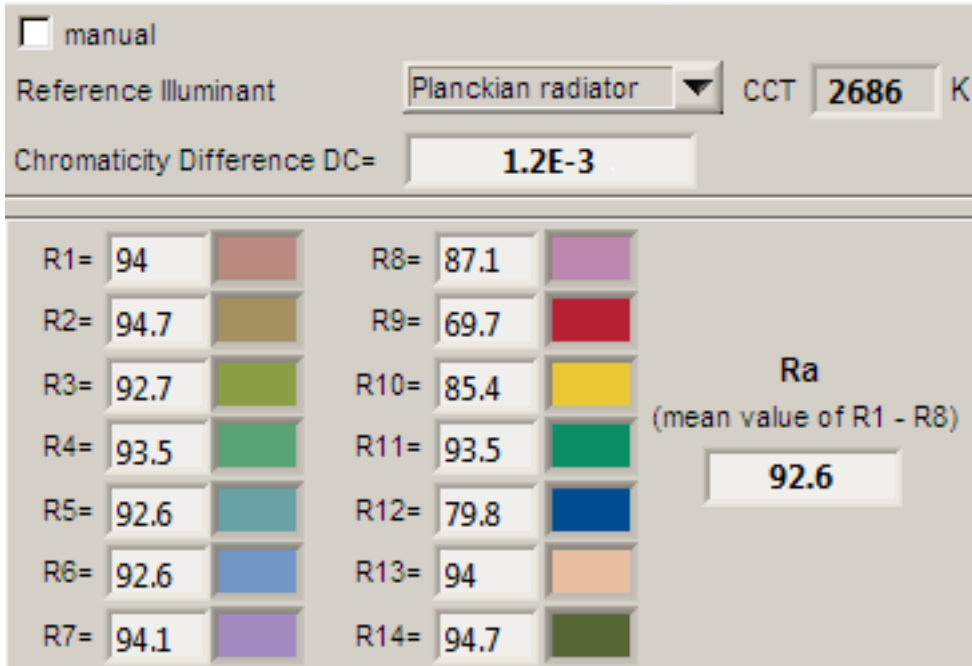 manual
Reference Illuminant Planckian radiator CCT 2686 K
Chromaticity Difference DC= 1.2E-3
R1= 94 R8= 87.1
R2= 94.7 R9= 69.7
R3= 92.7 R10= 85.4
R4= 93.5 R11= 93.5
R5= 92.6 R12= 79.8
R6= 92.6 R13= 94
R7= 94.1 R14= 94.7
Ra
(mean value of R1 - R8)
92.6